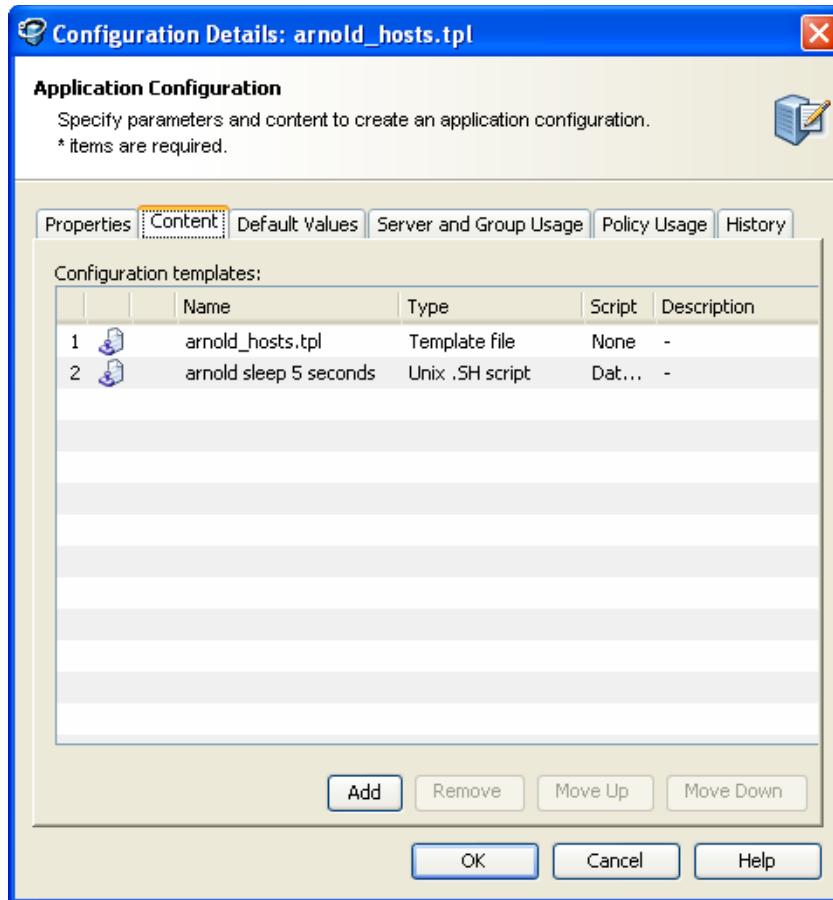 Configuration Details: arnold_hosts.tpl
Application Configuration
Specify parameters and content to create an application configuration.
* items are required.
Properties Content Default Values Server and Group Usage Policy Usage History
Configuration templates:
Name Type Script Description
1 arnold_hosts.tpl Template file None -
2 arnold sleep 5 seconds Unix .SH script Dat... -
Add Remove Move Up Move Down
OK Cancel Help